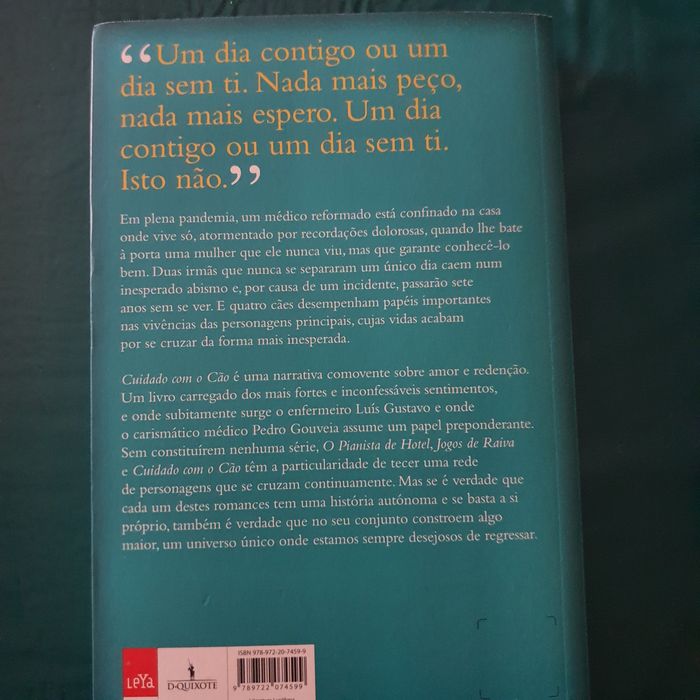 “Um dia contigo ou um
dia sem ti. Nada mais peço,
nada mais espero. Um dia
contigo ou um dia sem ti.
Isto não.”
Em plena pandemia, um médico reformado está confinado na casa
onde vive só, atormentado por recordações dolorosas, quando lhe bate
à porta uma mulher que ele nunca viu, mas que garante conhecê-lo
bem. Duas irmãs que nunca se separaram um único dia caem num
inesperado abismo e, por causa de um incidente, passarão sete
anos sem se ver. E quatro cães desempenham papéis importantes
nas vivências das personagens principais, cujas vidas acabam
por se cruzar da forma mais inesperada.
Cuidado com o Cão é uma narrativa comovente sobre amor e redenção.
Um livro carregado dos mais fortes e inconfessáveis sentimentos,
e onde subitamente surge o enfermeiro Luís Gustavo e onde
o carismático médico Pedro Gouveia assume um papel preponderante.
Sem constituírem nenhuma série, O Pianista de Hotel, Jogos de Raiva
e Cuidado com o Cão têm a particularidade de tecer uma rede
de personagens que se cruzam continuamente. Mas se é verdade que
cada um destes romances tem uma história autónoma e se basta a si
próprio, também é verdade que no seu conjunto constroem algo
maior, um universo único onde estamos sempre desejosos de regressar.
ISBN 978-972-20-7459-9
LEYA
D·QUIXOTE
9 789722 074599